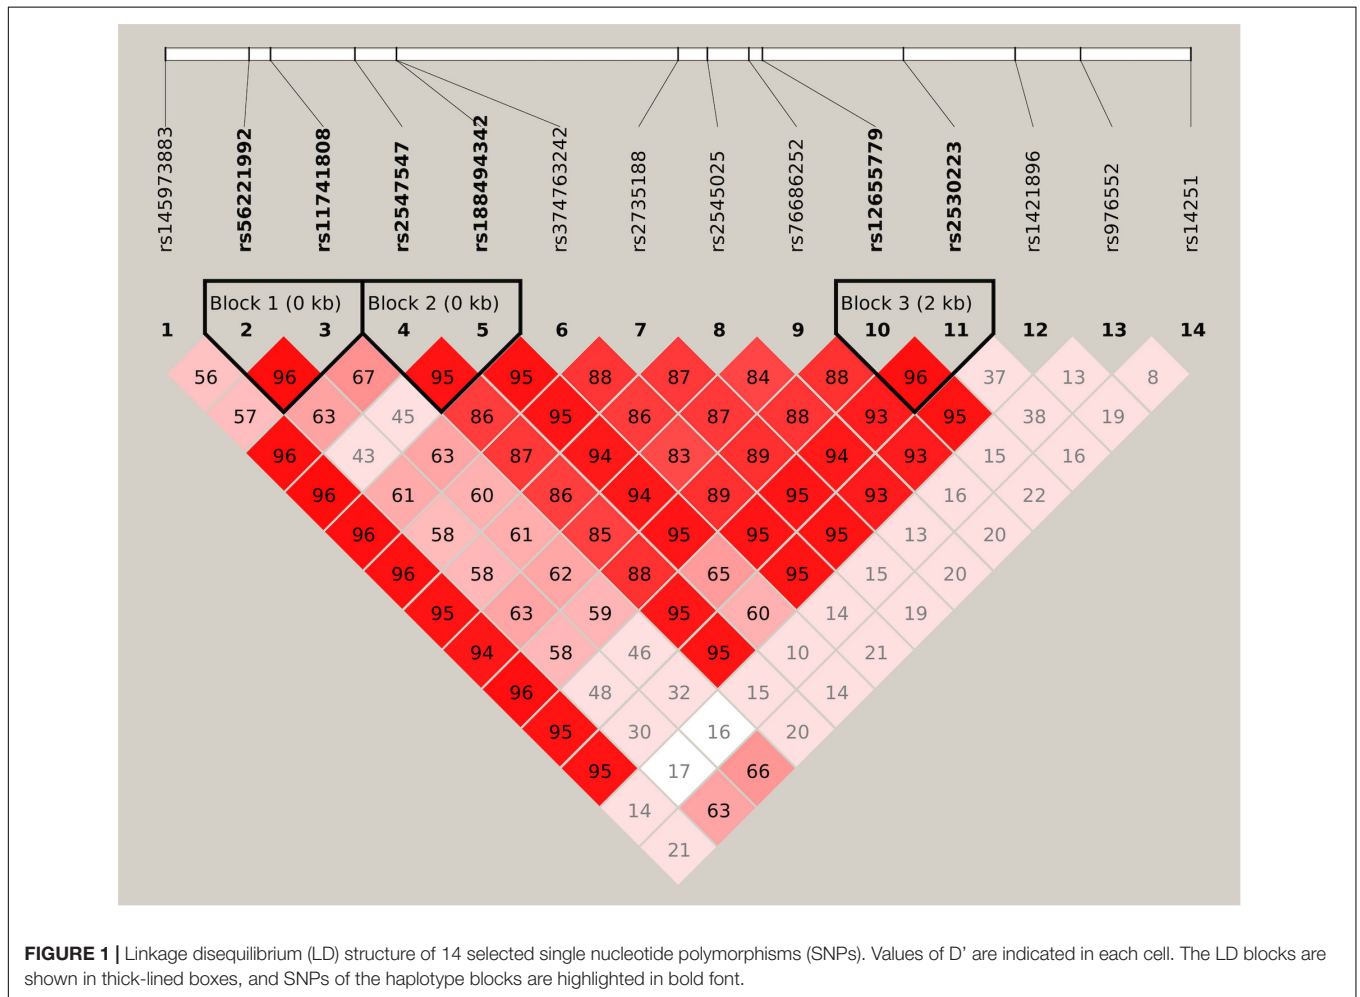 rs145973883 rs56221992 rs11741808 rs2547547 rs188494342 rs374763242 rs2735188 rs2545025 rs76686252 rs12655779 rs2530223 rs1421896 rs976552 rs14251
Block 1 (0 kb) Block 2 (0 kb) Block 3 (2 kb)
1 2 3 4 5 6 7 8 9 10 11 12 13 14
56 96 67 95 95 88 87 84 88 96 37 13 8
57 63 45 86 95 86 87 88 93 95 38 19
96 43 63 87 94 83 89 94 93 15 16
96 61 60 86 94 89 95 93 16 22
96 58 61 85 95 95 95 13 20
96 58 62 88 65 95 15 20
95 63 59 95 60 14 19
94 58 46 95 10 21
96 48 32 15 14
95 30 16 20
95 17 66
14 63
21
FIGURE 1 | Linkage disequilibrium (LD) structure of 14 selected single nucleotide polymorphisms (SNPs). Values of D’ are indicated in each cell. The LD blocks are
shown in thick-lined boxes, and SNPs of the haplotype blocks are highlighted in bold font.